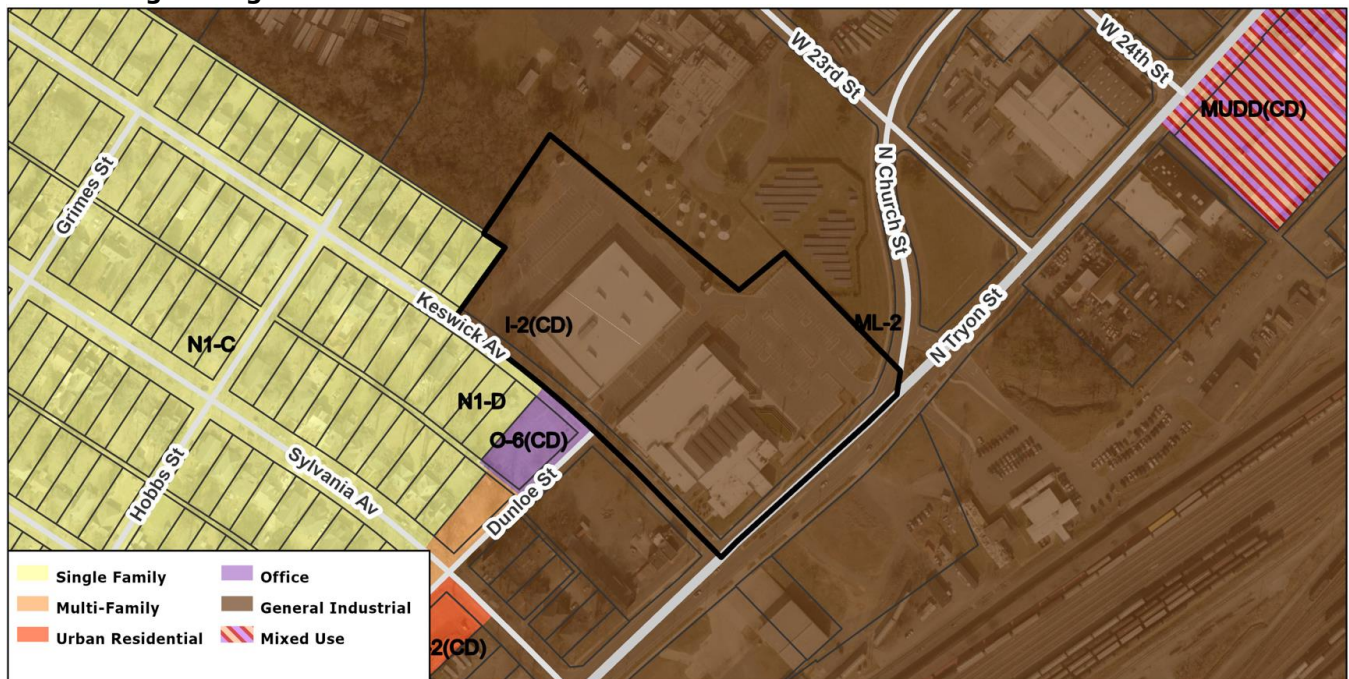 W 23rd St
W 24th St
MUDD(CD)
Grimes St
N Church St
Keswick Av
I-2(CD)
ML-2
N Tryon St
N1-C
N1-D
O-6(CD)
Hobbs St
Sylvania Av
Dunloe St
2(CD)
Single Family
Office
Multi-Family
General Industrial
Urban Residential
Mixed Use